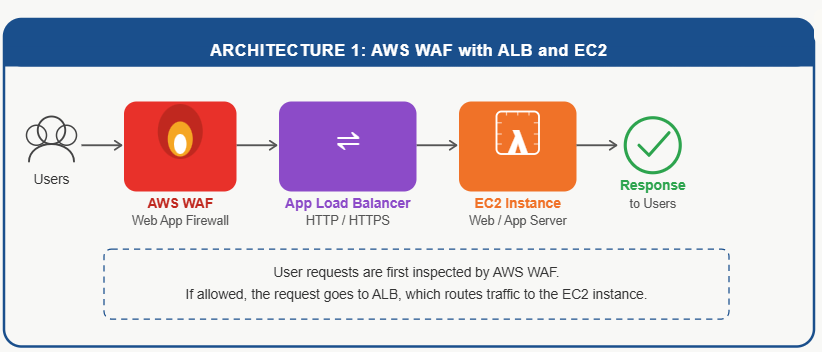 ARCHITECTURE 1: AWS WAF with ALB and EC2
Users
AWS WAF
Web App Firewall
App Load Balancer
HTTP / HTTPS
EC2 Instance
Web / App Server
Response
to Users
User requests are first inspected by AWS WAF.
If allowed, the request goes to ALB, which routes traffic to the EC2 instance.